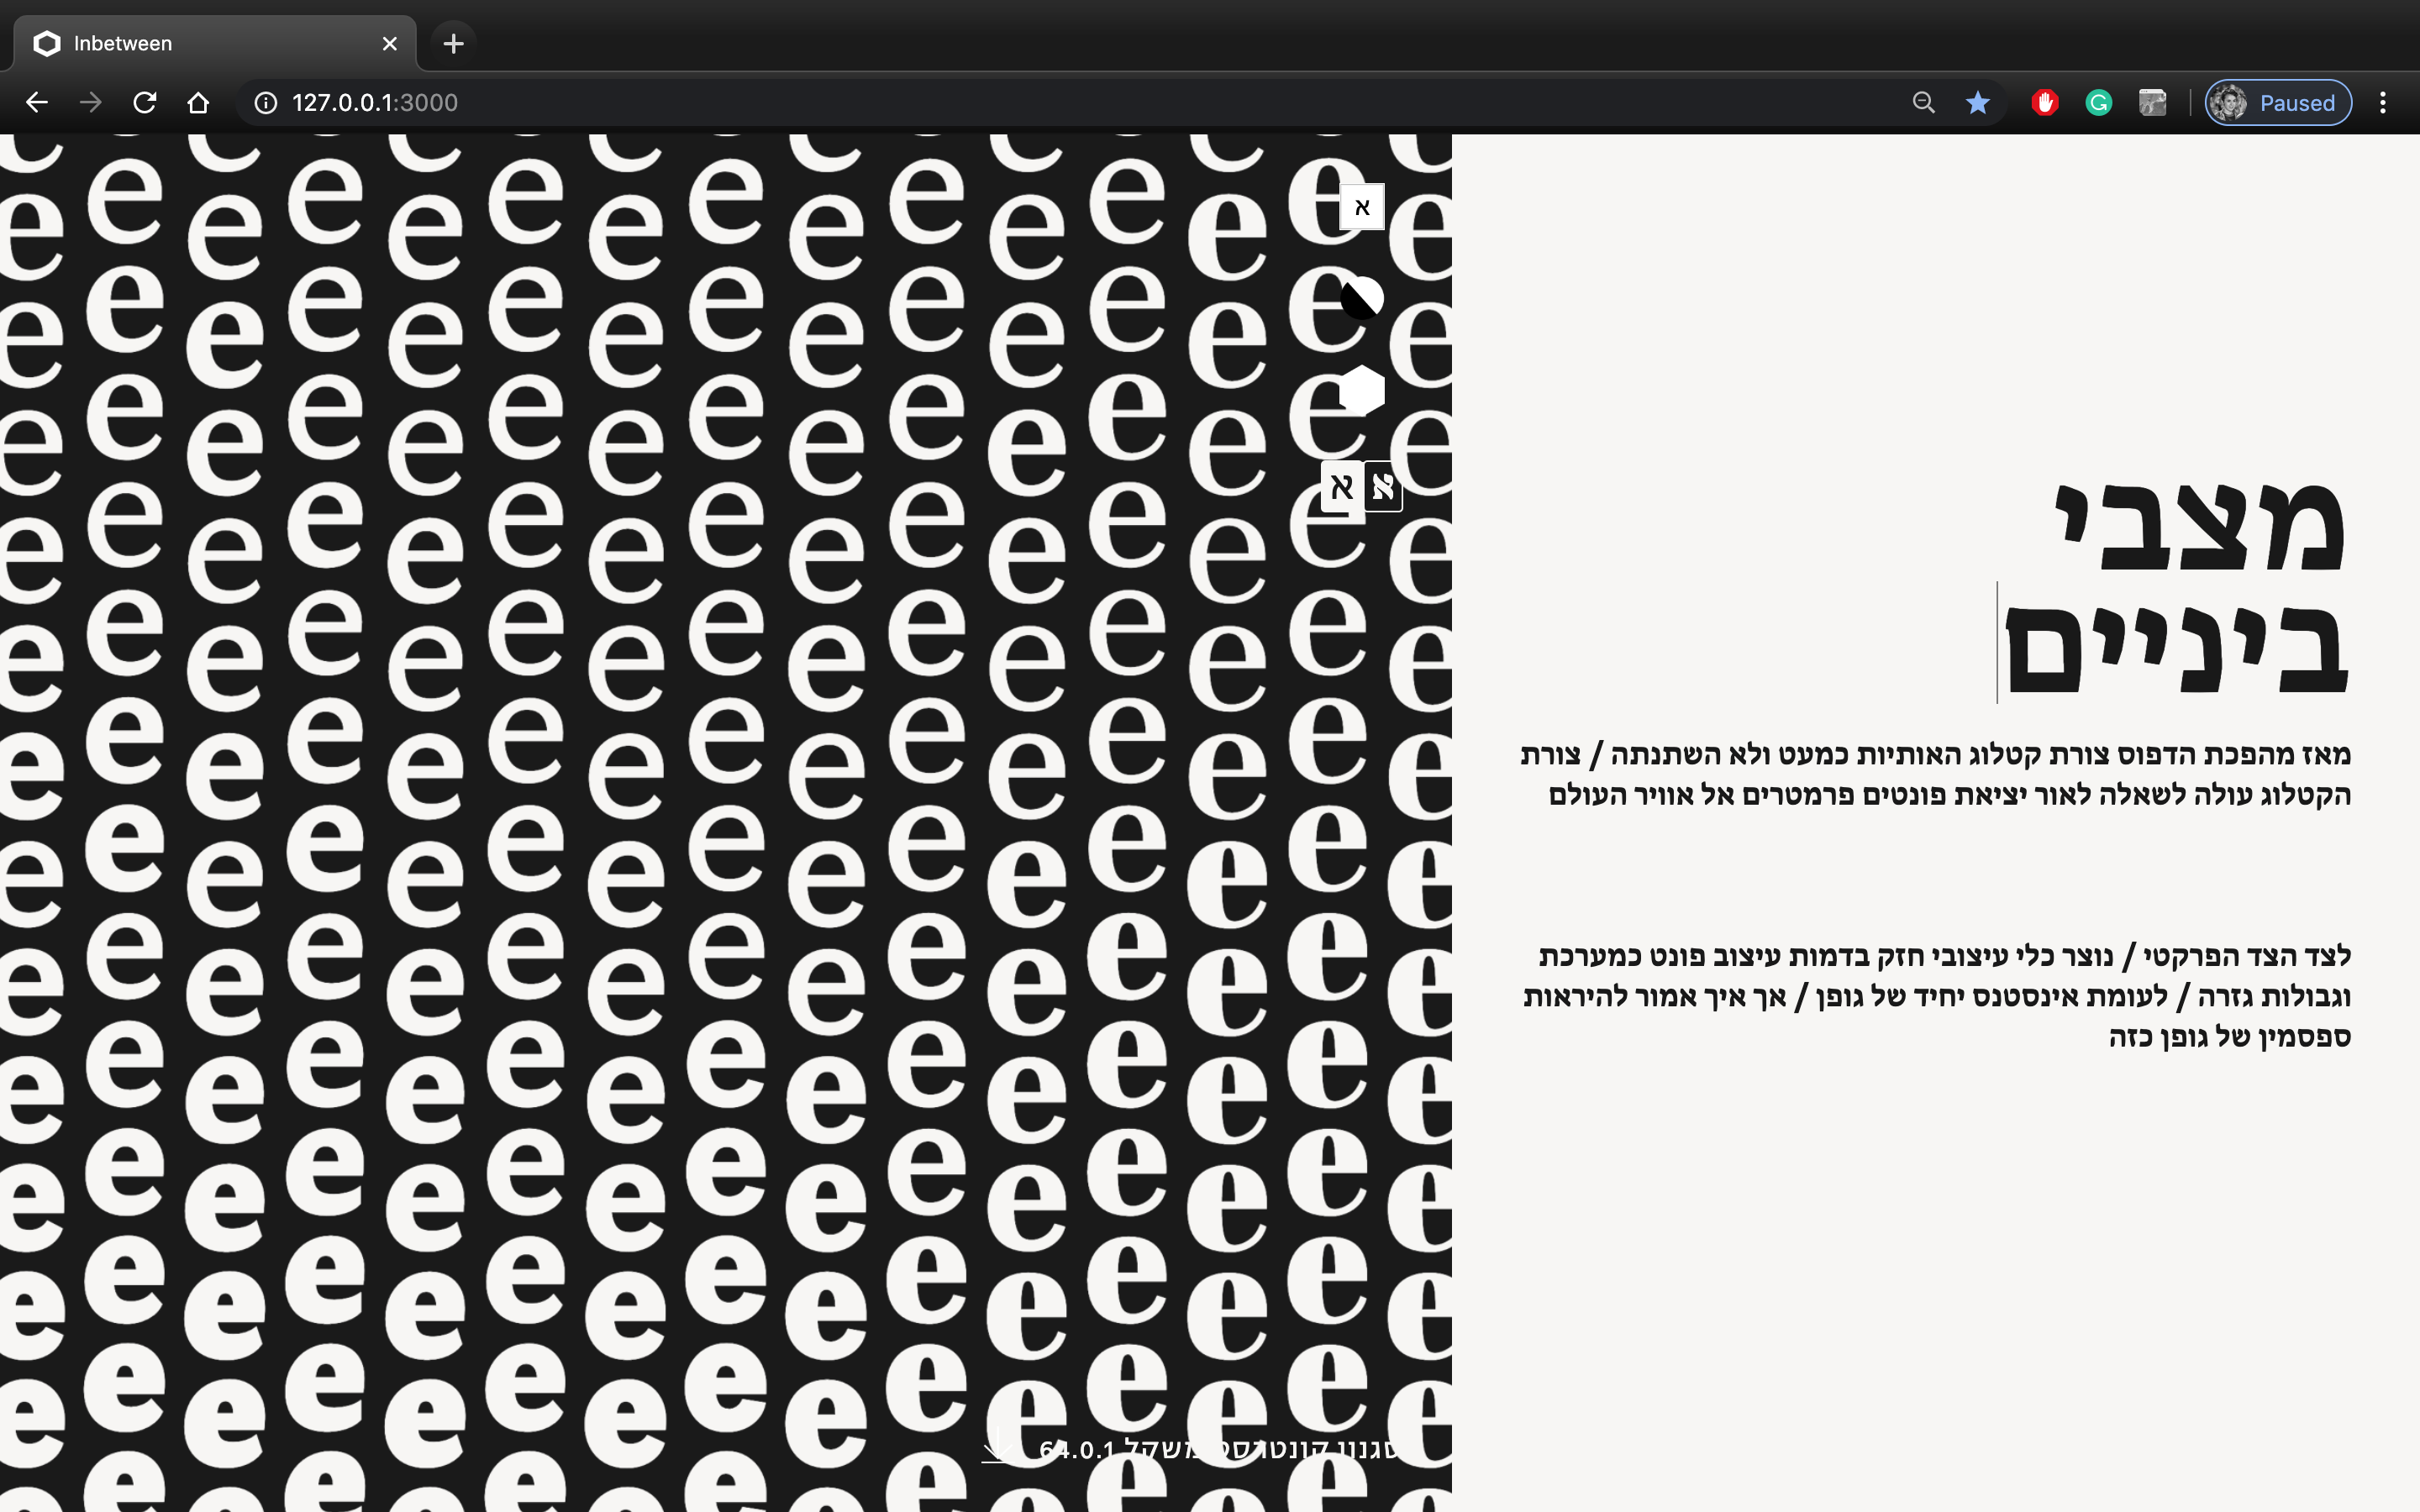 Inbetween
127.0.0.1:3000
Paused
א
א א
מצבי
ביניים
מאז מהפכת הדפוס צורת קטלוג האותיות כמעט ולא השתנתה / צורת
הקטלוג עולה לשאלה לאור יציאת פונטים פרמטרים אל אוויר העולם
לצד הצד הפרקטי / נוצר כלי עיצובי חזק בדמות עיצוב פונט כמערכת
וגבולות גזרה / לעומת אינסטנס יחיד של גופן / אך איך אמור להיראות
ספסמין של גופן כזה
סגנון קונטרסט משקל 64.0.1